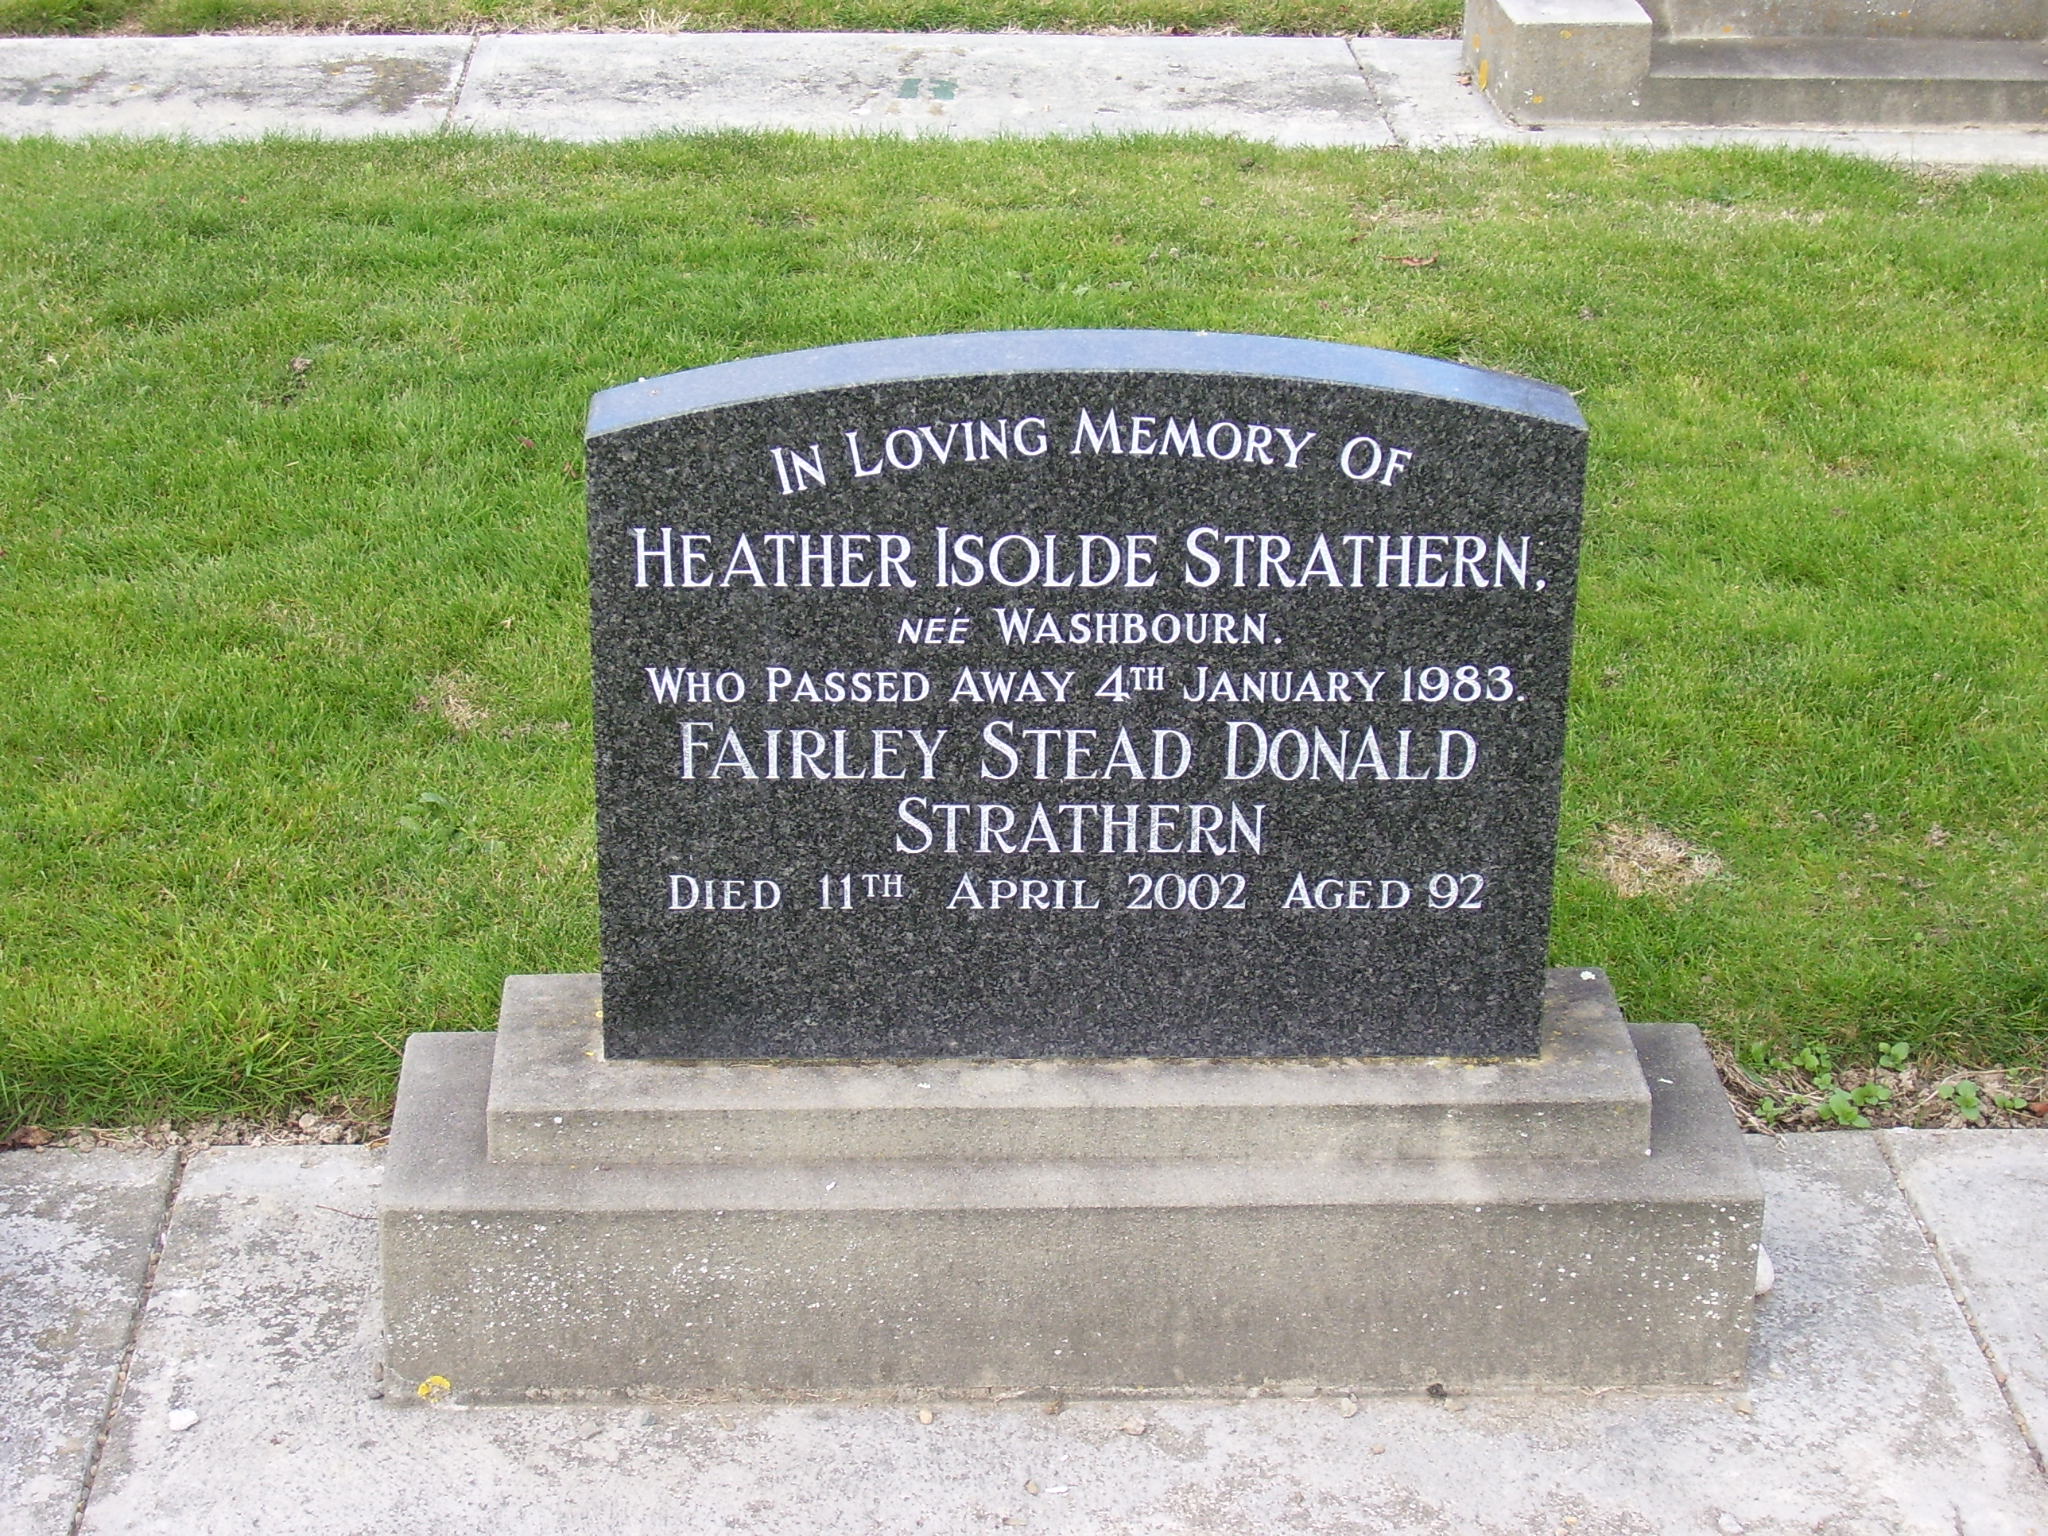 In Loving Memory of
Heather Isolde Strathern,
neé Washbourn.
Who Passed Away 4th January 1983.
Fairley Stead Donald
Strathern
Died 11th April 2002 Aged 92